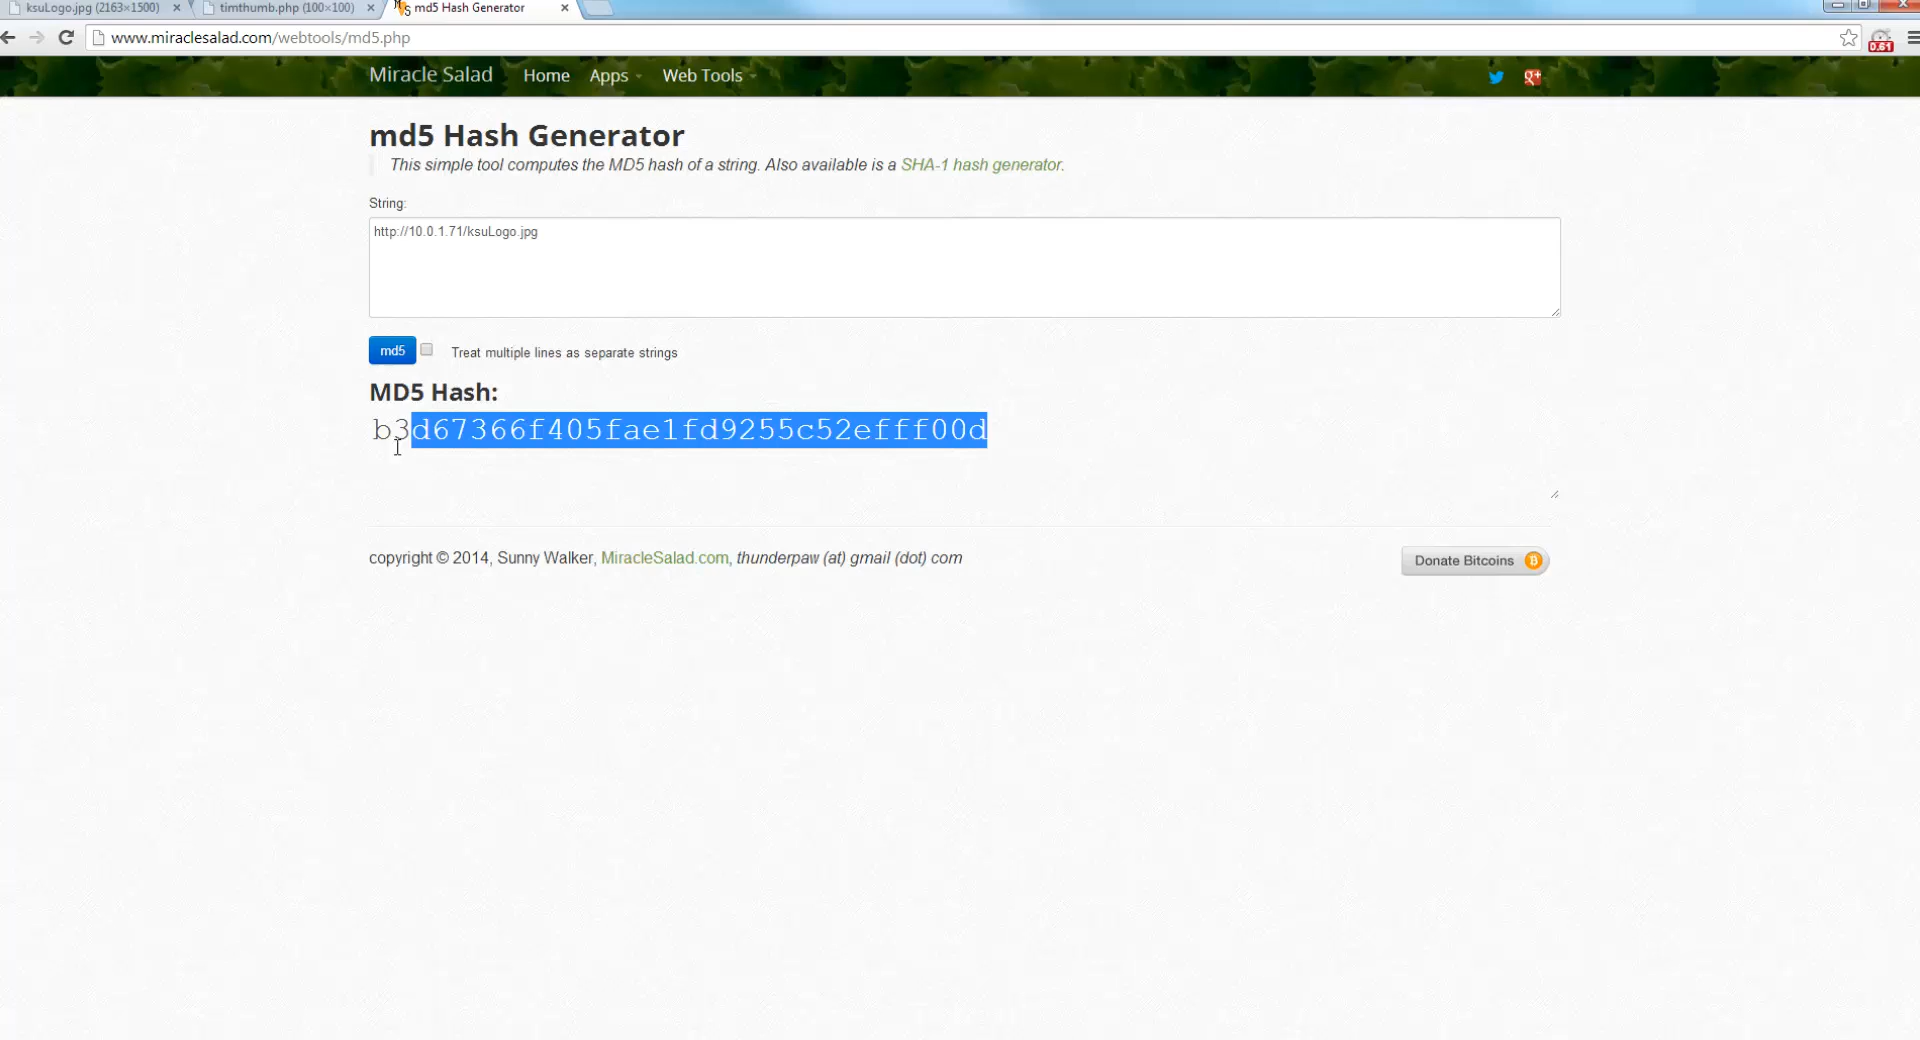 ksuLogo.jpg (2163×1500)
timthumb.php (100×100)
md5 Hash Generator
www.miraclesalad.com/webtools/md5.php
0.61
Miracle Salad
Home
Apps
Web Tools
g+
md5 Hash Generator
This simple tool computes the MD5 hash of a string. Also available is a SHA-1 hash generator.
String:
http://10.0.1.71/ksuLogo.jpg
md5
Treat multiple lines as separate strings
MD5 Hash:
b3d67366f405fae1fd9255c52efff00d
copyright © 2014, Sunny Walker, MiracleSalad.com, thunderpaw (at) gmail (dot) com
Donate Bitcoins